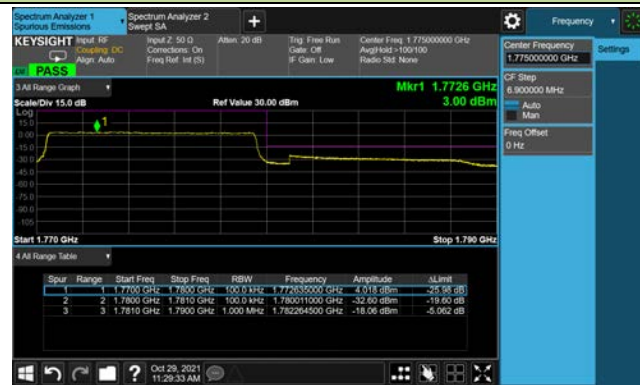 Spectrum Analyzer 1
Spurious Emissions
Spectrum Analyzer 2
Swept SA
+
Frequency
KEYSIGHT
Input: RF
Coupling: DC
Align: Auto
Input Z: 50 Ω
Corrections: On
Freq Ref: Int (S)
Atten: 20 dB
Trig: Free Run
Gate: Off
IF Gain: Low
Center Freq: 1.775000000 GHz
Avg|Hold:>100/100
Radio Std: None
PASS
Center Frequency
1.775000000 GHz
Settings
CF Step
6.900000 MHz
Auto
Man
Freq Offset
0 Hz
3 All Range Graph
Mkr1 1.7726 GHz
Scale/Div 15.0 dB
Ref Value 30.00 dBm
3.00 dBm
Log
15.0
0.00
-15.0
-30.0
-45.0
-60.0
-75.0
-90.0
-105
1
Start 1.770 GHz
Stop 1.790 GHz
4 All Range Table
Spur Range Start Freq Stop Freq RBW Frequency Amplitude ΔLimit
1 1 1.7700 GHz 1.7800 GHz 100.0 kHz 1.772635000 GHz 4.018 dBm -25.98 dB
2 2 1.7800 GHz 1.7810 GHz 100.0 kHz 1.780011000 GHz -32.60 dBm -19.60 dB
3 3 1.7810 GHz 1.7900 GHz 1.000 MHz 1.782264500 GHz -18.06 dBm -5.062 dB
?
Oct 29, 2021
11:29:33 AM